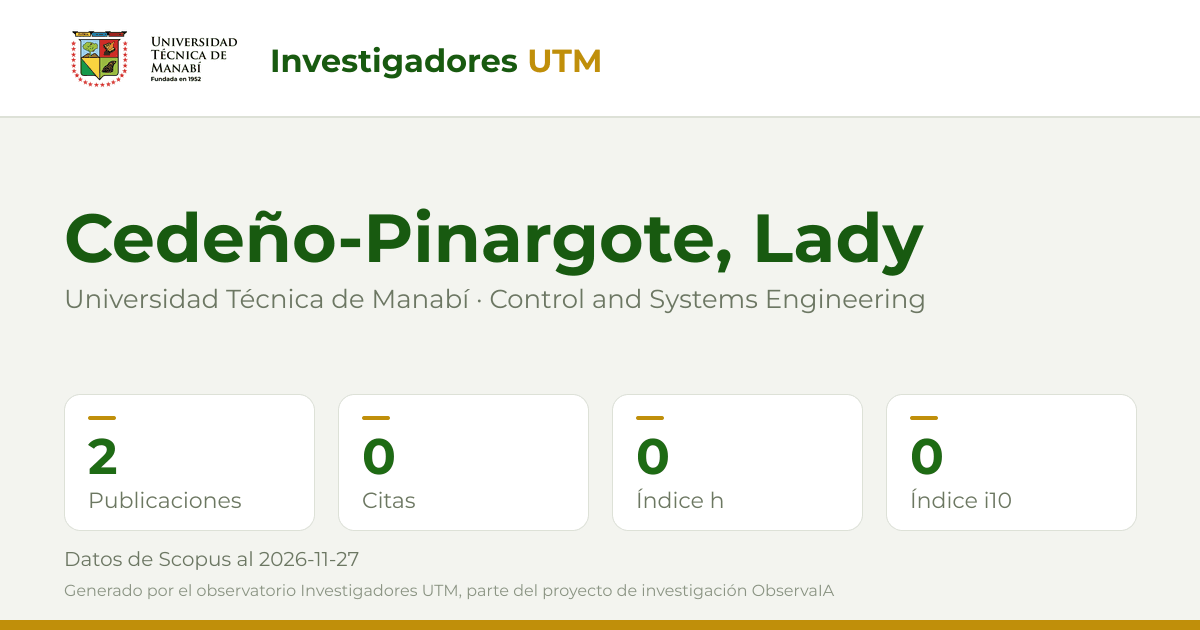 UNIVERSIDAD
TÉCNICA DE
MANABÍ
Fundada en 1952
Investigadores UTM
Cedeño-Pinargote, Lady
Universidad Técnica de Manabí · Control and Systems Engineering
2
Publicaciones
0
Citas
0
Índice h
0
Índice i10
Datos de Scopus al 2026-11-27
Generado por el observatorio Investigadores UTM, parte del proyecto de investigación ObservaIA